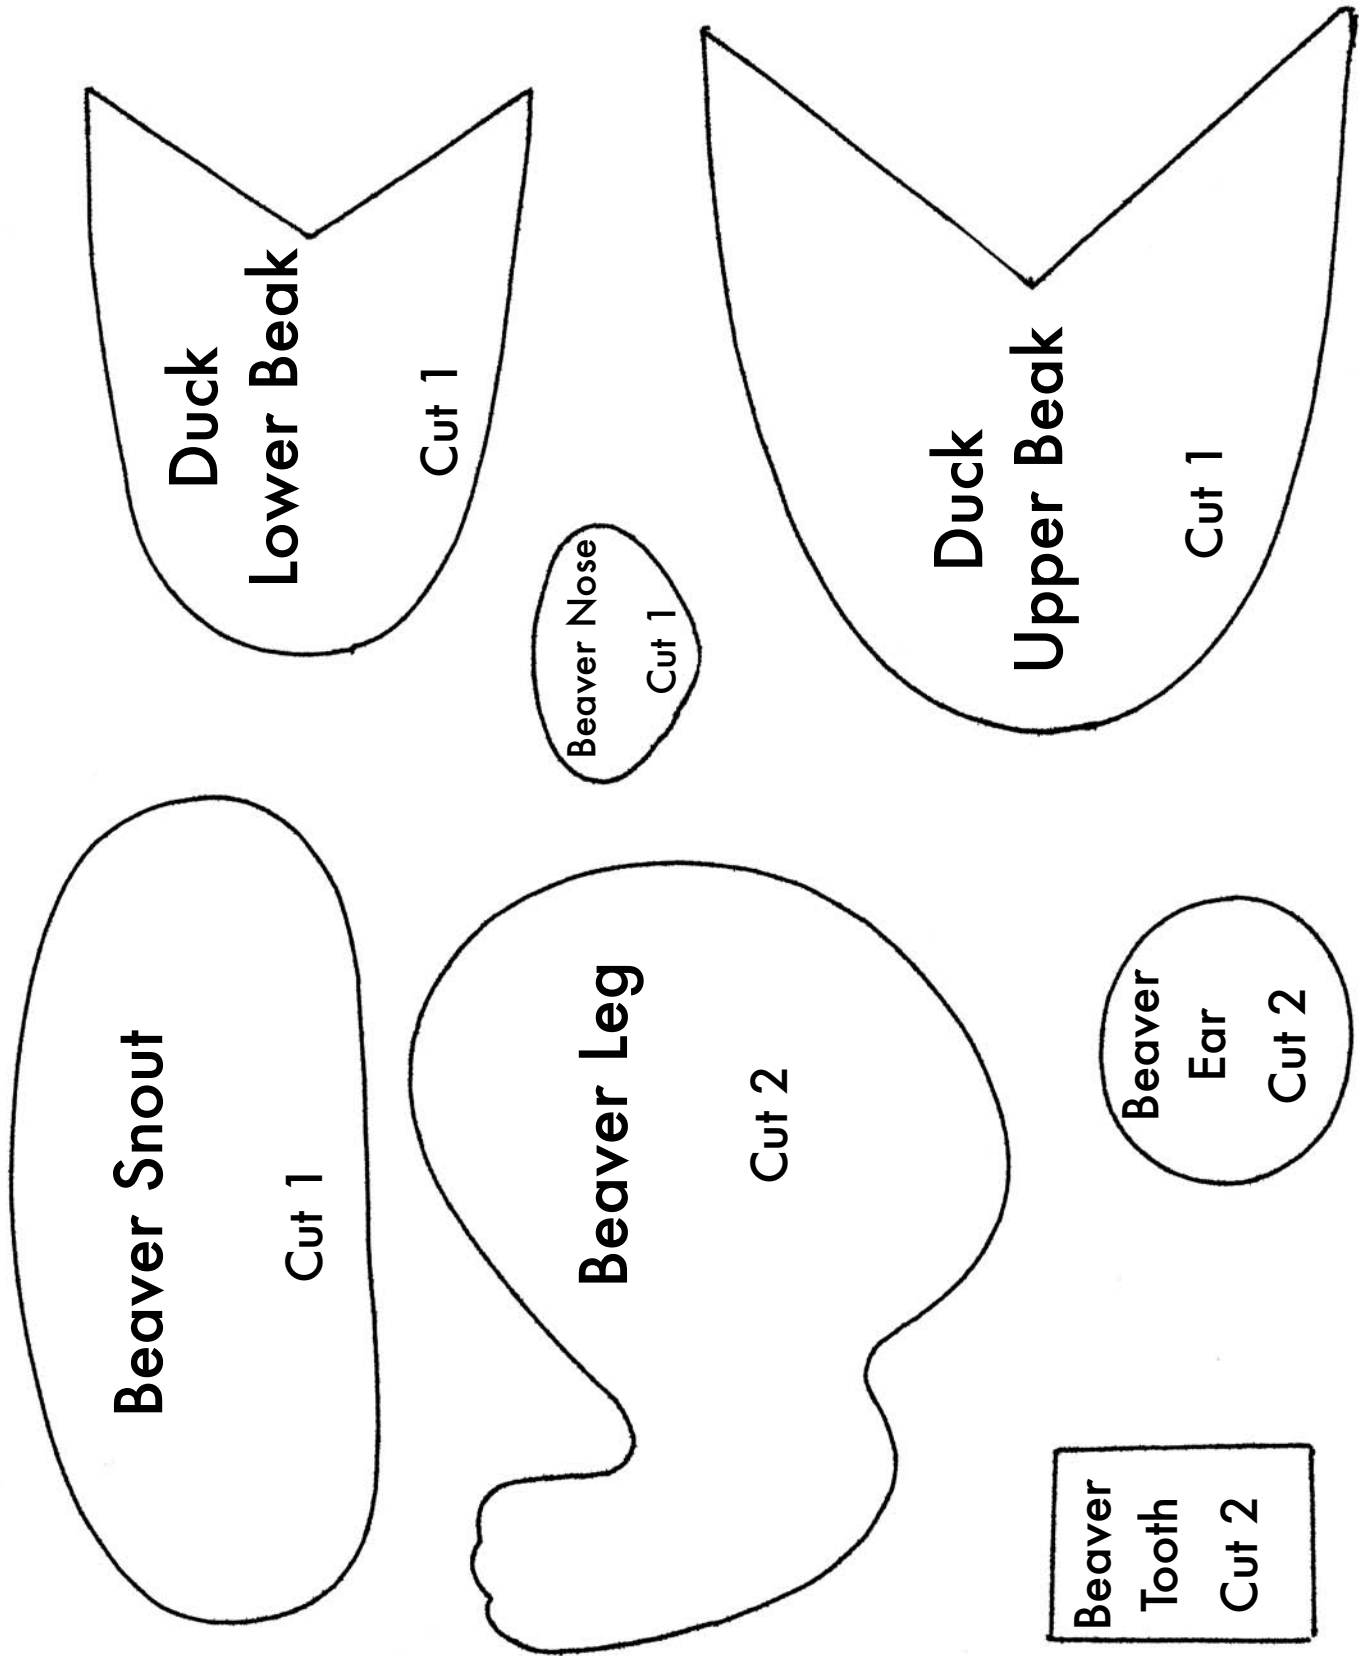 Duck
Lower Beak
Cut 1
Duck
Upper Beak
Cut 1
Beaver Nose
Cut 1
Beaver Snout
Cut 1
Beaver Leg
Cut 2
Beaver
Ear
Cut 2
Beaver
Tooth
Cut 2